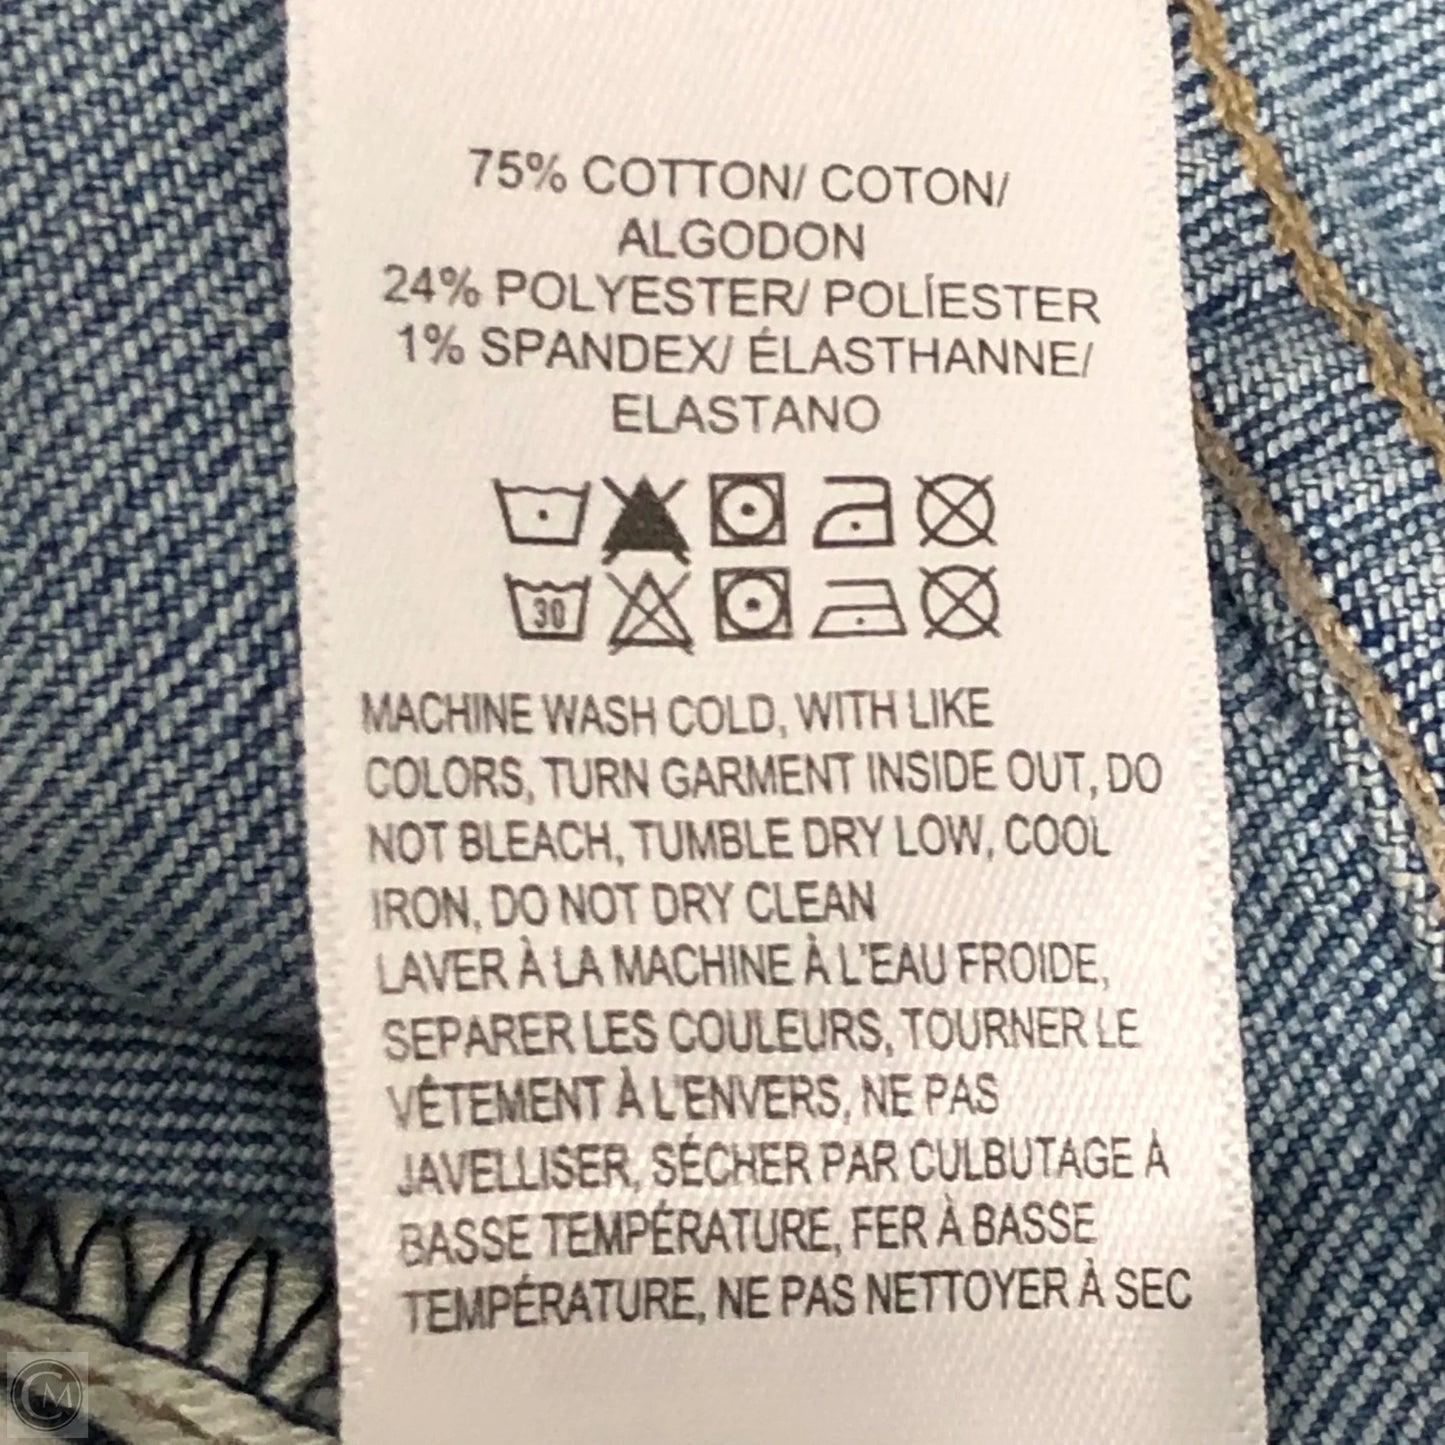 75% COTTON/ COTON/
ALGODON
24% POLYESTER/ POLÍESTER
1% SPANDEX/ ÉLASTHANNE/
ELASTANO
30
MACHINE WASH COLD, WITH LIKE
COLORS, TURN GARMENT INSIDE OUT, DO
NOT BLEACH, TUMBLE DRY LOW, COOL
IRON, DO NOT DRY CLEAN
LAVER À LA MACHINE À L'EAU FROIDE,
SEPARER LES COULEURS, TOURNER LE
VÉTEMENT À L'ENVERS, NE PAS
JAVELLISER, SÉCHER PAR CULBUTAGE À
BASSE TEMPÉRATURE, FER À BASSE
TEMPÉRATURE, NE PAS NETTOYER À SEC
CM